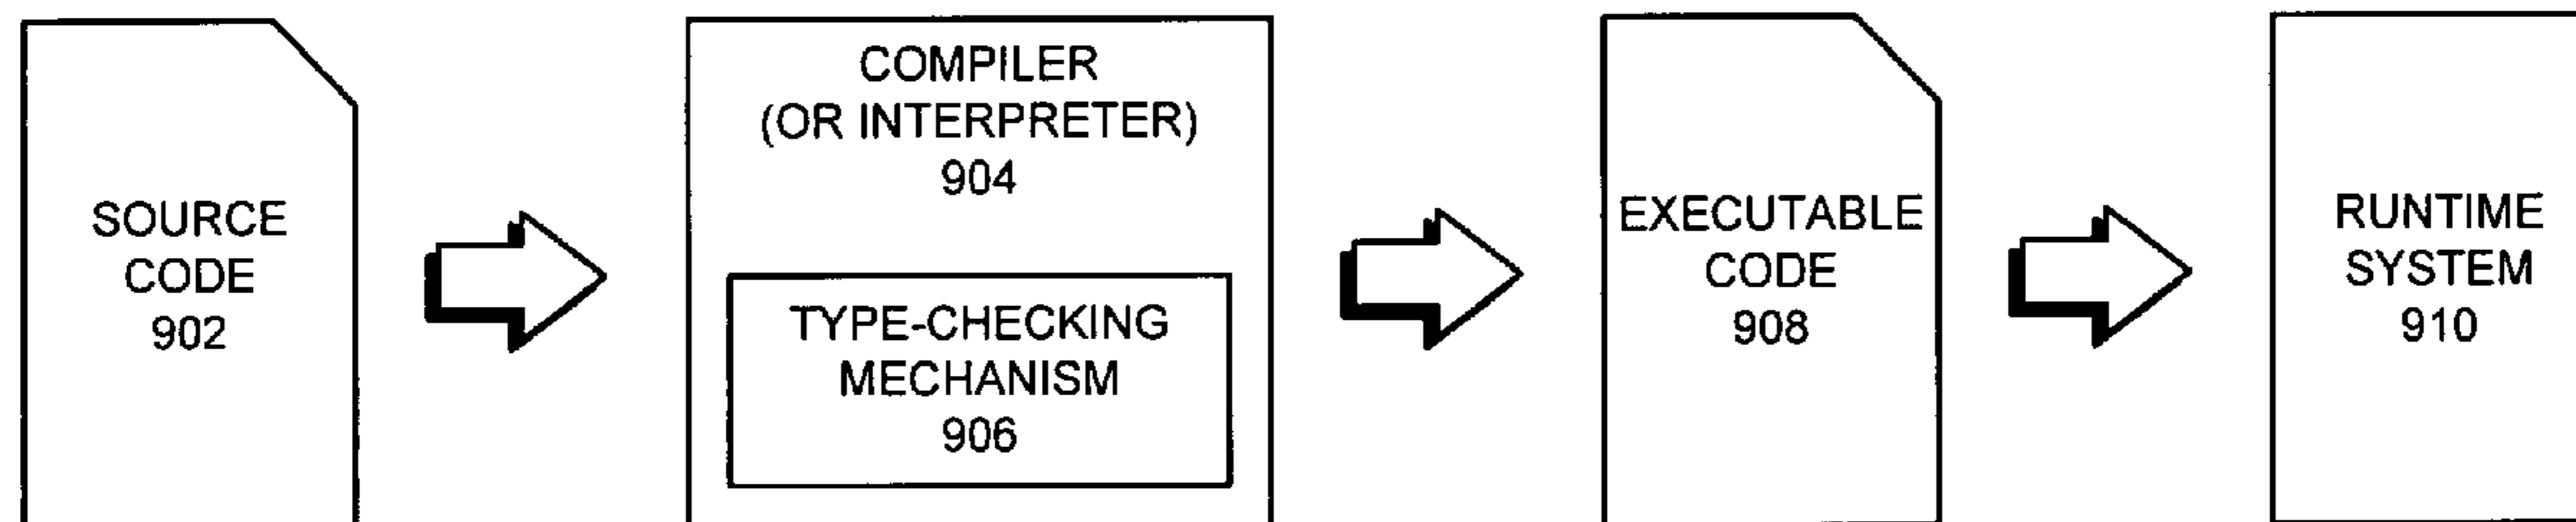 SOURCE
CODE
902
COMPILER
(OR INTERPRETER)
904
TYPE-CHECKING
MECHANISM
906
EXECUTABLE
CODE
908
RUNTIME
SYSTEM
910